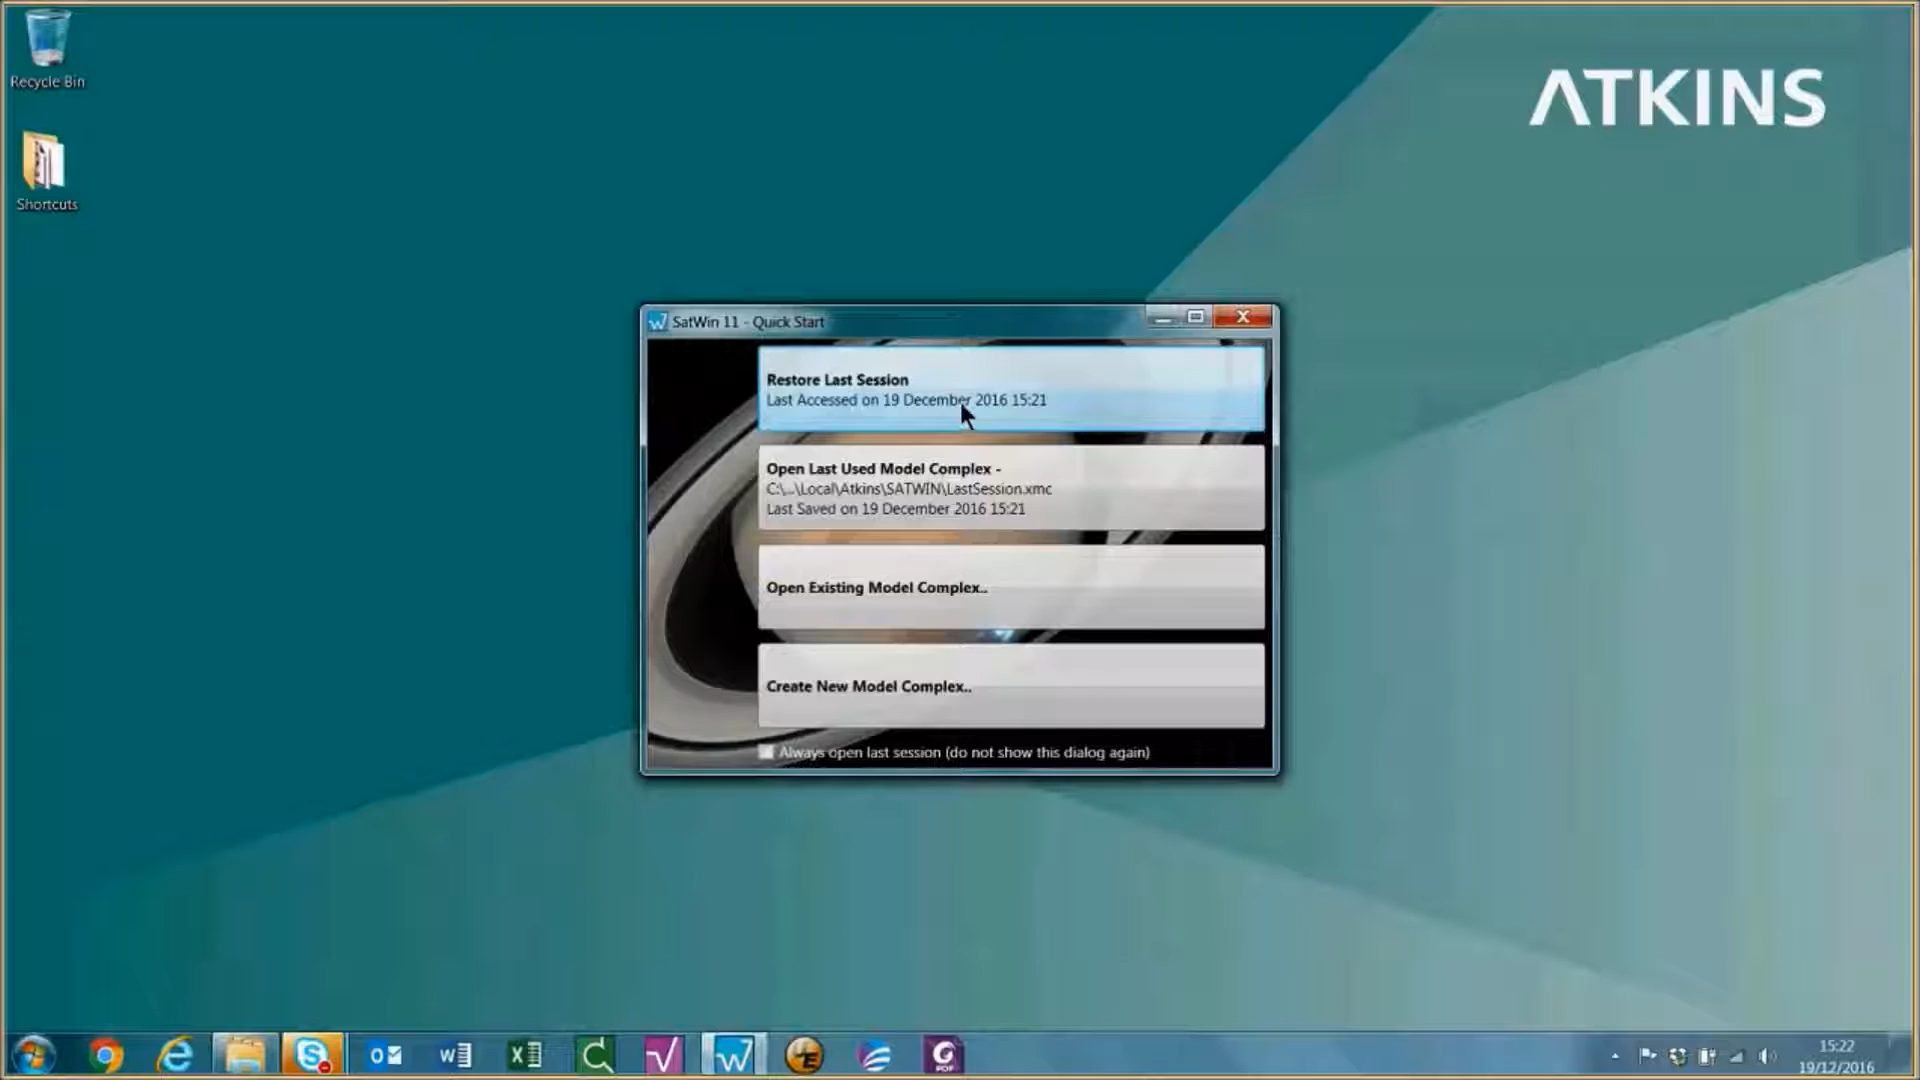 Recycle Bin
Shortcuts
ATKINS
SatWin 11 - Quick Start
Restore Last Session
Last Accessed on 19 December 2016 15:21
Open Last Used Model Complex -
C:\...\Local\Atkins\SATWIN\LastSession.xmc
Last Saved on 19 December 2016 15:21
Open Existing Model Complex..
Create New Model Complex..
Always open last session (do not show this dialog again)
PDF
15:22
19/12/2016